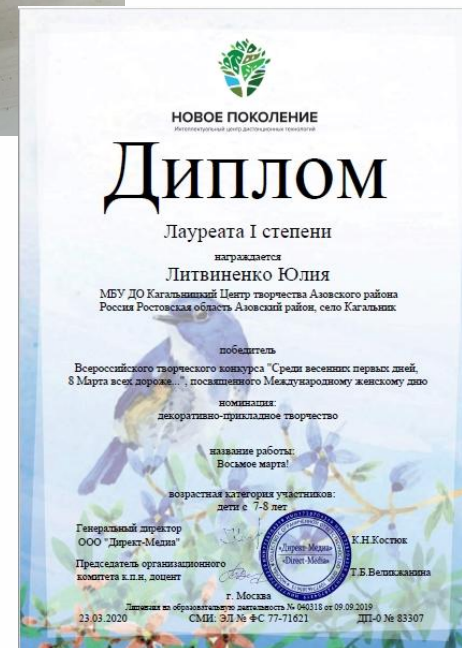 НОВОЕ ПОКОЛЕНИЕ
Интеллектуальный центр дистанционных технологий
Диплом
Лауреата I степени
награждается
Литвиненко Юлия
МБУ ДО Кагальницкий Центр творчества Азовского района
Россия Ростовская область Азовский район, село Кагальник
победитель
Всероссийского творческого конкурса "Среди весенних первых дней,
8 Марта всех дороже...", посвященного Международному женскому дню
номинация:
декоративно-прикладное творчество
название работы:
Восьмое марта!
возрастная категория участников:
дети с 7-8 лет
Генеральный директор
ООО "Директ-Медиа"
К.Н.Костюк
«Директ-Медиа»
«Direct-Media»
Председатель организационного
комитета к.п.н, доцент
Т.Б.Великжанина
г. Москва
Лицензия на образовательную деятельность № 040318 от 09.09.2019
23.03.2020 СМИ: ЭЛ № ФС 77-71621 ДП-0 № 83307